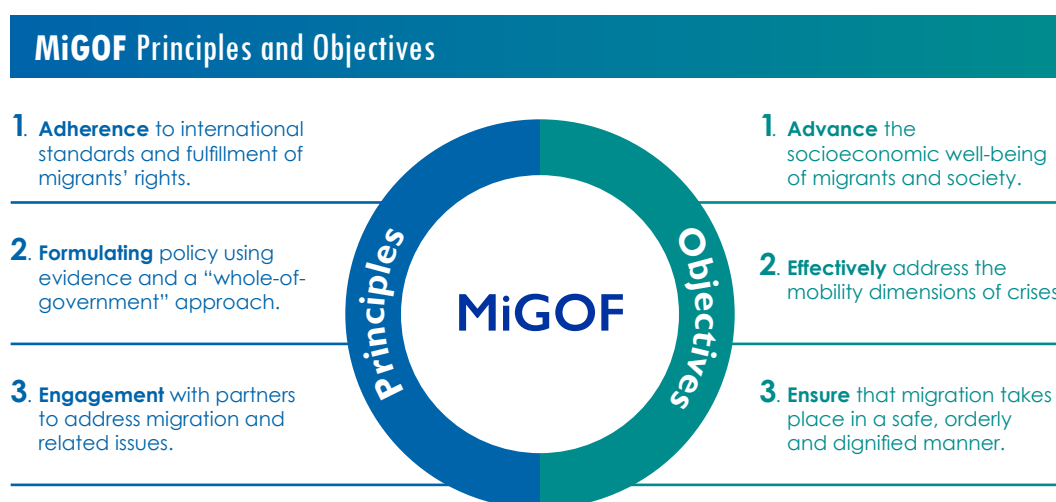 MiGOF Principles and Objectives
1. Adherence to international
standards and fulfillment of
migrants’ rights.
2. Formulating policy using
evidence and a “whole-of-
government” approach.
3. Engagement with partners
to address migration and
related issues.
Principles
MiGOF
Objectives
1. Advance the
socioeconomic well-being
of migrants and society.
2. Effectively address the
mobility dimensions of crises
3. Ensure that migration takes
place in a safe, orderly
and dignified manner.